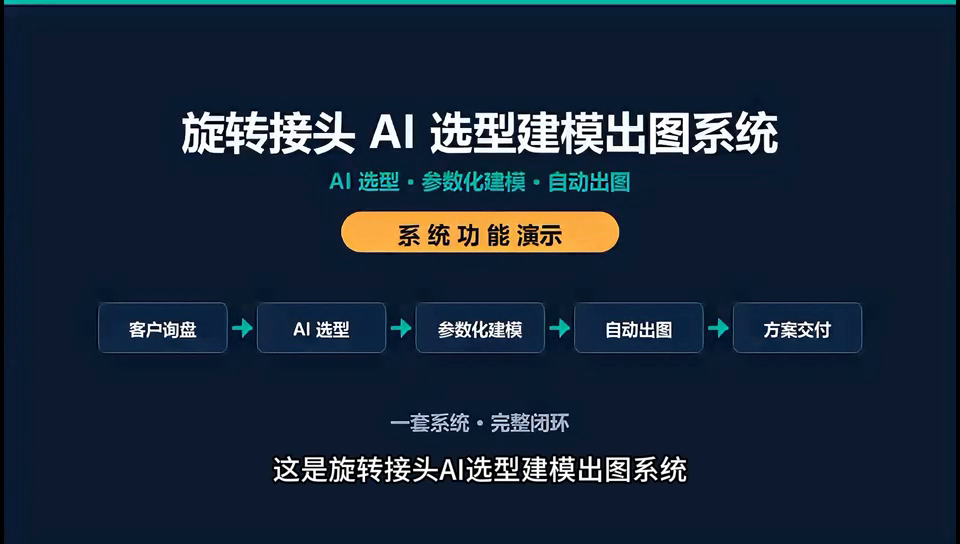 旋转接头 AI 选型建模出图系统
AI 选型·参数化建模·自动出图
系统功能演示
客户询盘
AI 选型
参数化建模
自动出图
方案交付
一套系统·完整闭环
这是旋转接头AI选型建模出图系统